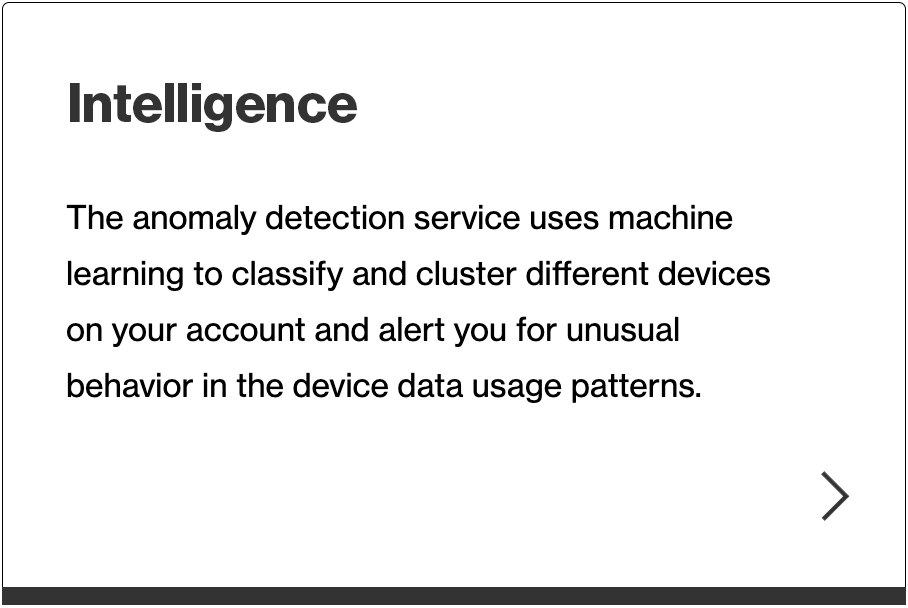 Intelligence
The anomaly detection service uses machine
learning to classify and cluster different devices
on your account and alert you for unusual
behavior in the device data usage patterns.